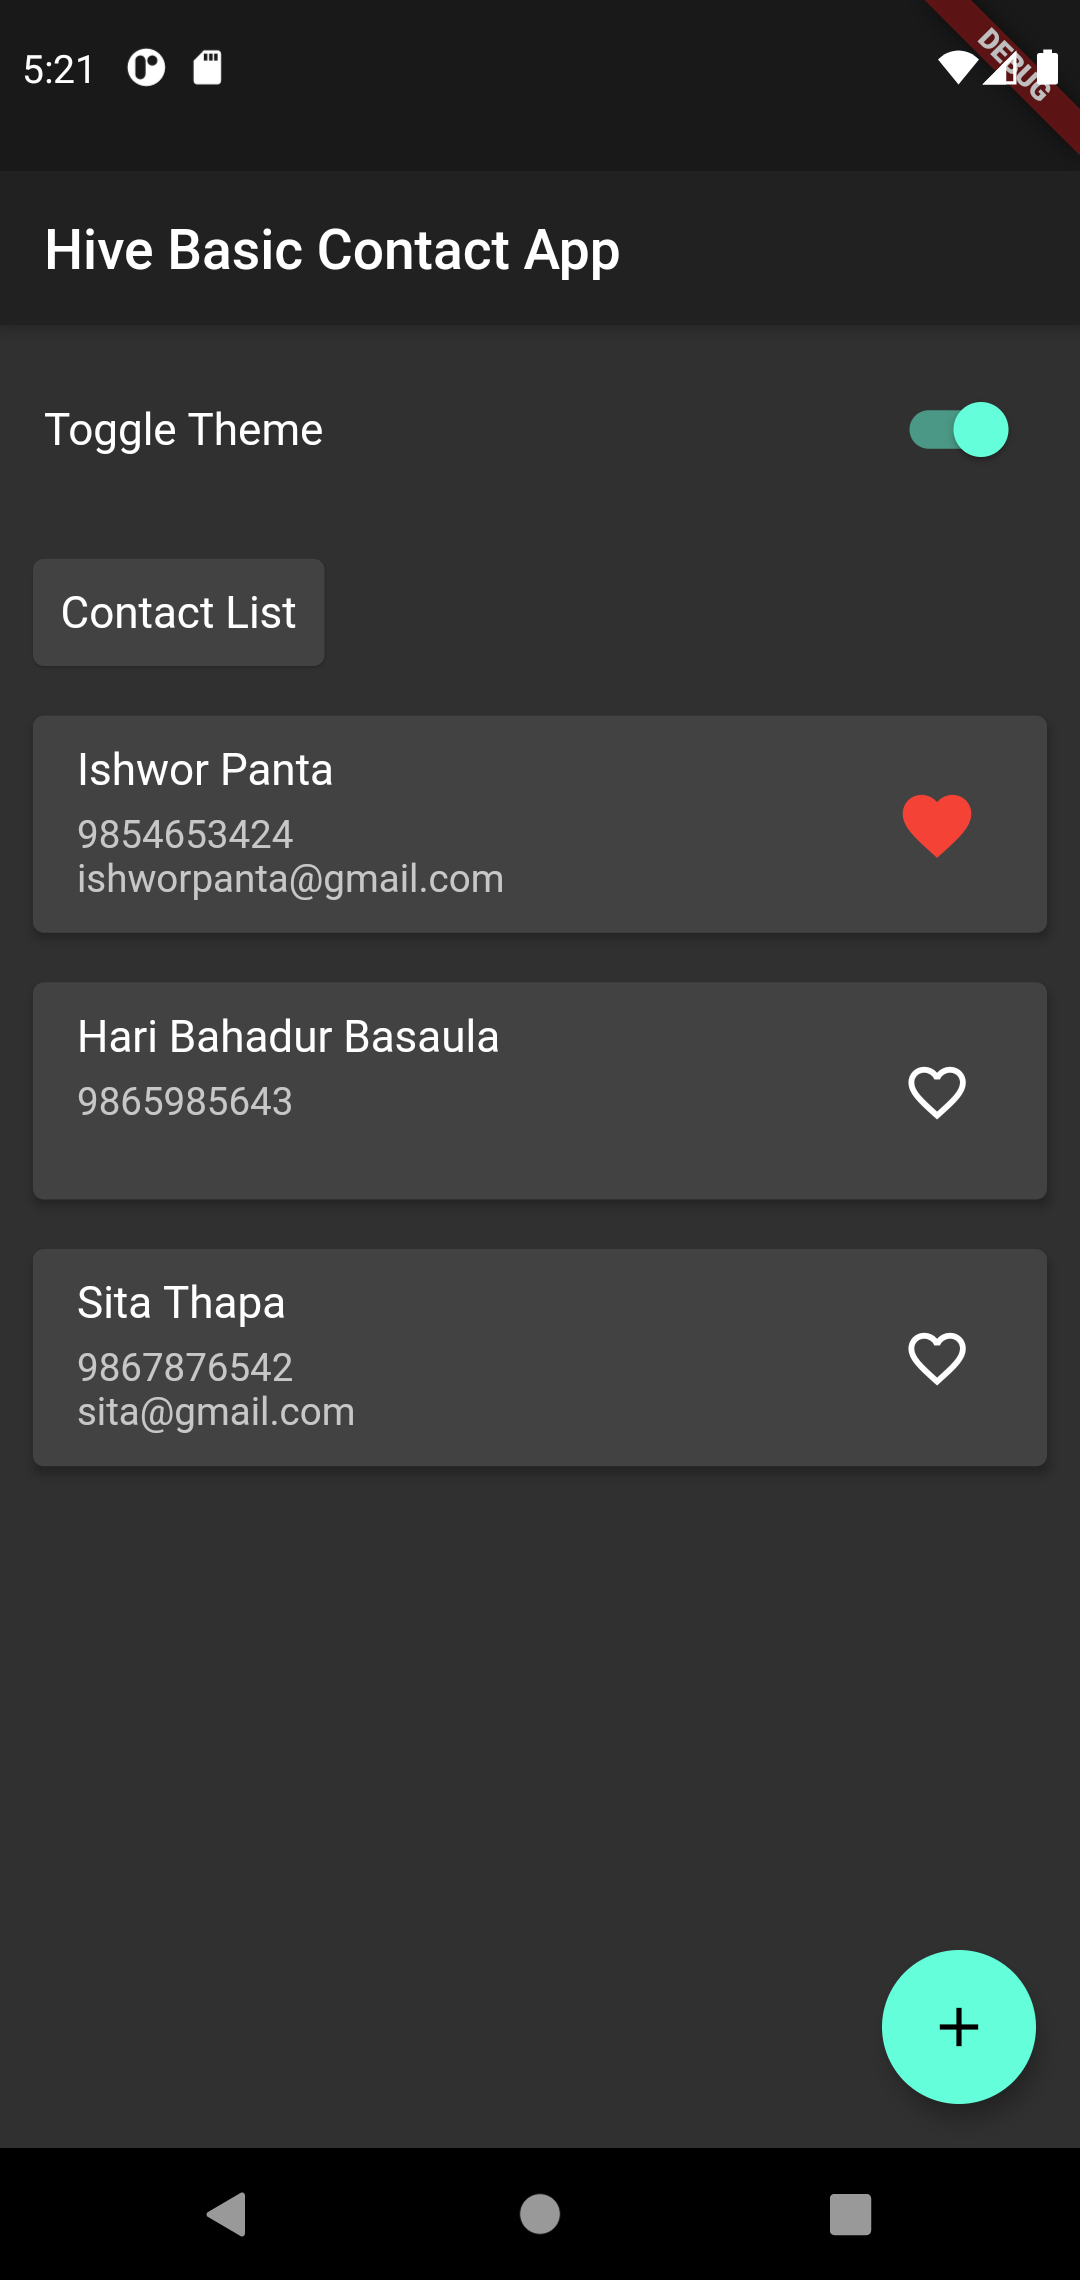 5:21
DEBUG
Hive Basic Contact App
Toggle Theme
Contact List
Ishwor Panta
9854653424
ishworpanta@gmail.com
Hari Bahadur Basaula
9865985643
Sita Thapa
9867876542
sita@gmail.com